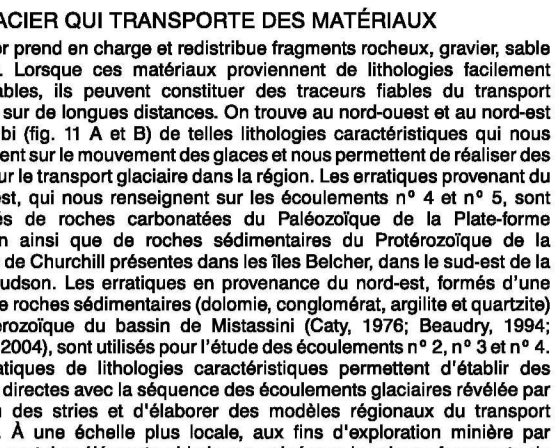 ACIER QUI TRANSPORTE DES MATÉRIAUX
er prend en charge et redistribue fragments rocheux, gravier, sable
. Lorsque ces matériaux proviennent de lithologies facilement
ables, ils peuvent constituer des traceurs fiables du transport
sur de longues distances. On trouve au nord-ouest et au nord-est
bi (fig. 11 A et B) de telles lithologies caractéristiques qui nous
ent sur le mouvement des glaces et nous permettent de réaliser des
ur le transport glaciaire dans la région. Les erratiques provenant du
est, qui nous renseignent sur les écoulements nº 4 et nº 5, sont
és de roches carbonatées du Paléozoïque de la Plate-forme
n ainsi que de roches sédimentaires du Protérozoïque de la
de Churchill présentes dans les îles Belcher, dans le sud-est de la
udson. Les erratiques en provenance du nord-est, formés d'une
e roches sédimentaires (dolomie, conglomérat, argilite et quartzite)
érozoïque du bassin de Mistassini (Caty, 1976; Beaudry, 1994;
2004), sont utilisés pour l'étude des écoulements nº 2, nº 3 et nº 4.
atiques de lithologies caractéristiques permettent d'établir des
directes avec la séquence des écoulements glaciaires révélée par
n des stries et d'élaborer des modèles régionaux du transport
. À une échelle plus locale, aux fins d'exploration minière par